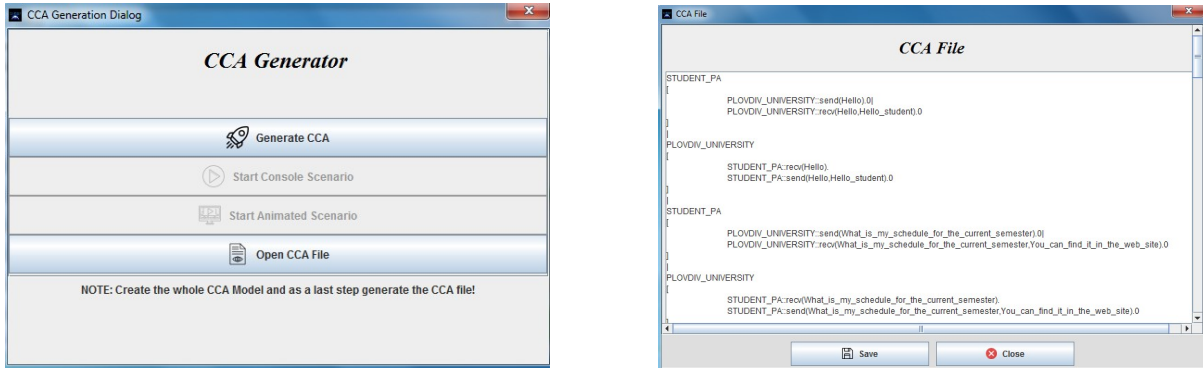 CCA Generation Dialog
CCA Generator
Generate CCA
Start Console Scenario
Start Animated Scenario
Open CCA File
NOTE: Create the whole CCA Model and as a last step generate the CCA file!
CCA File
CCA File
STUDENT_PA
[
PLOVDIV_UNIVERSITY::send(Hello).0|
PLOVDIV_UNIVERSITY::recv(Hello,Hello_student).0
]
|
PLOVDIV_UNIVERSITY
[
STUDENT_PA::recv(Hello).
STUDENT_PA::send(Hello,Hello_student).0
]
|
STUDENT_PA
[
PLOVDIV_UNIVERSITY::send(What_is_my_schedule_for_the_current_semester).0|
PLOVDIV_UNIVERSITY::recv(What_is_my_schedule_for_the_current_semester,You_can_find_it_in_the_web_site).0
]
|
PLOVDIV_UNIVERSITY
[
STUDENT_PA::recv(What_is_my_schedule_for_the_current_semester).
STUDENT_PA::send(What_is_my_schedule_for_the_current_semester,You_can_find_it_in_the_web_site).0
]
Save
Close